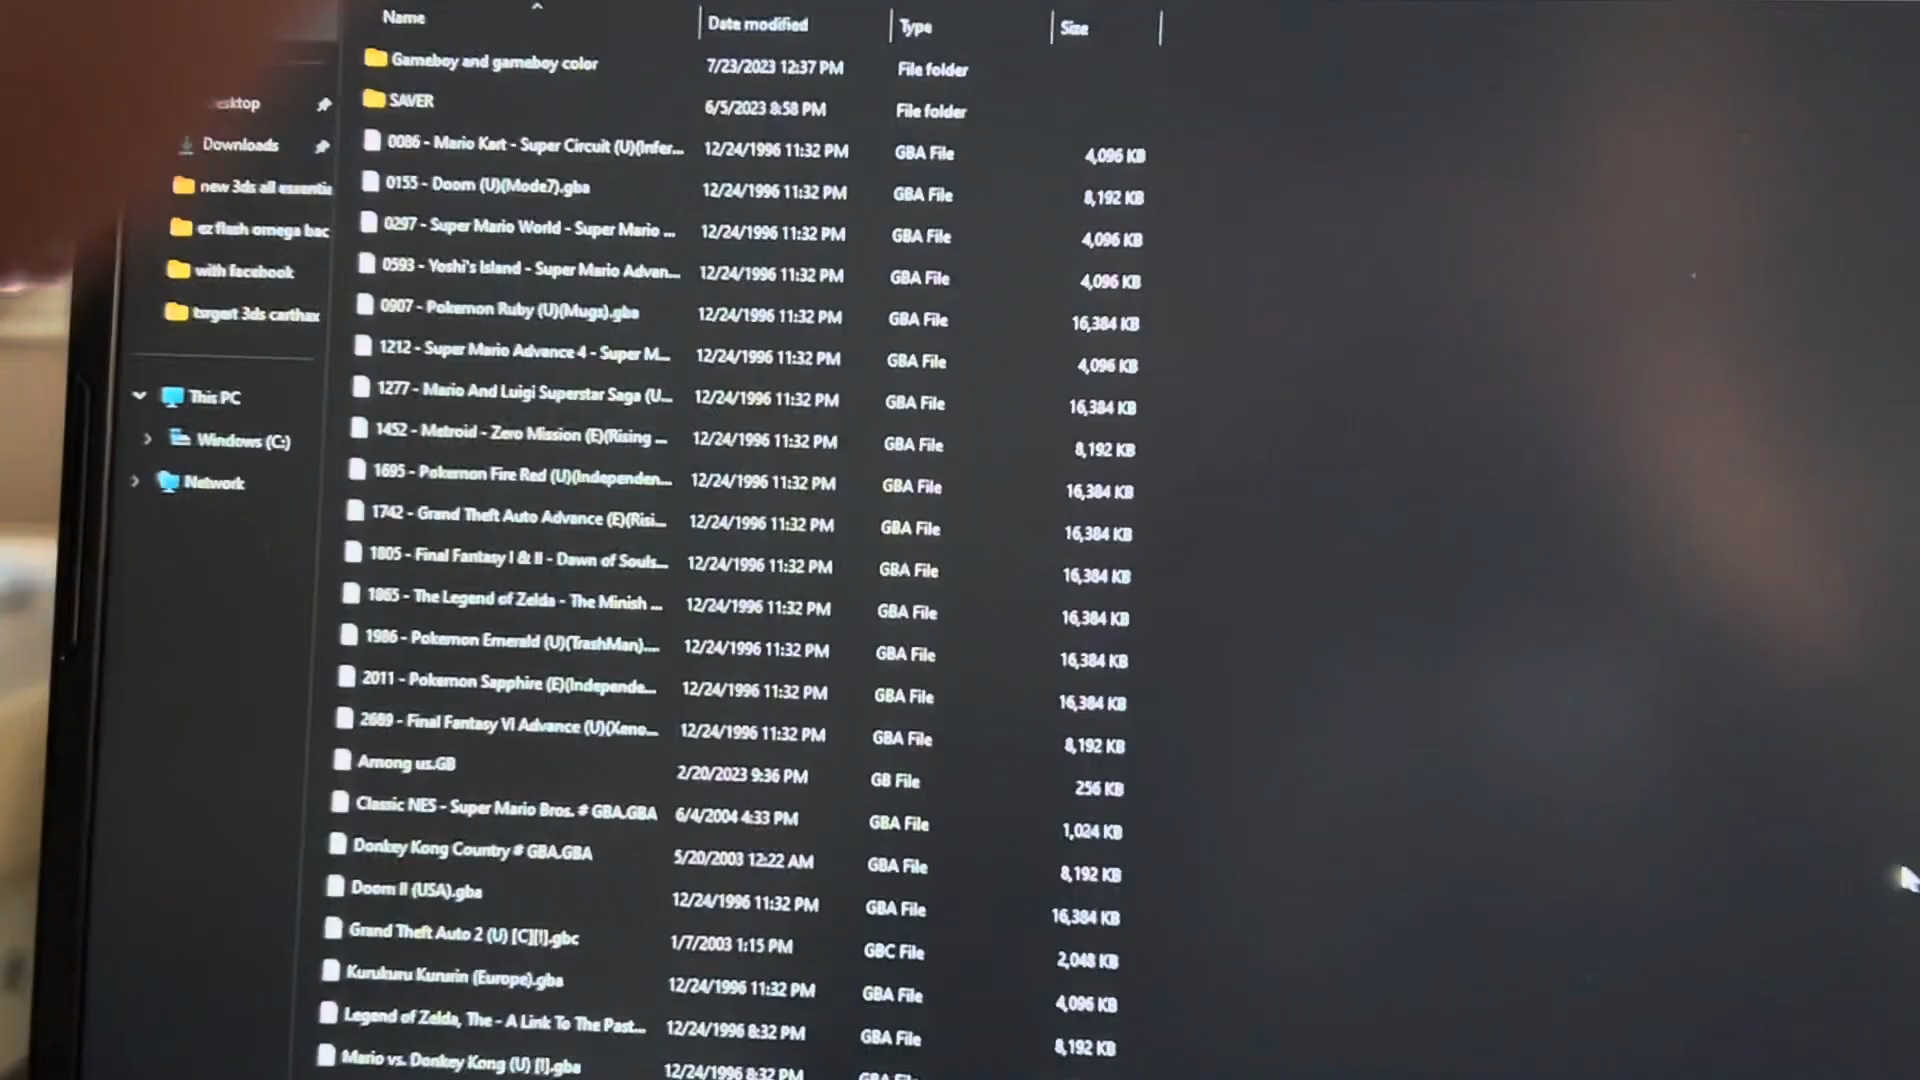 Name Date modified Type Size
Gameboy and gameboy color 7/23/2023 12:37 PM File folder
SAVER 6/5/2023 8:58 PM File folder
0086 - Mario Kart - Super Circuit (U)(Infer... 12/24/1996 11:32 PM GBA File 4,096 KB
0155 - Doom (U)(Mode7).gba 12/24/1996 11:32 PM GBA File 8,192 KB
0297 - Super Mario World - Super Mario ... 12/24/1996 11:32 PM GBA File 4,096 KB
0593 - Yoshi's Island - Super Mario Advan... 12/24/1996 11:32 PM GBA File 4,096 KB
0907 - Pokemon Ruby (U)(Mugs).gba 12/24/1996 11:32 PM GBA File 16,384 KB
1212 - Super Mario Advance 4 - Super M... 12/24/1996 11:32 PM GBA File 4,096 KB
1277 - Mario And Luigi Superstar Saga (U... 12/24/1996 11:32 PM GBA File 16,384 KB
1452 - Metroid - Zero Mission (E)(Rising ... 12/24/1996 11:32 PM GBA File 8,192 KB
1695 - Pokemon Fire Red (U)(Independen... 12/24/1996 11:32 PM GBA File 16,384 KB
1742 - Grand Theft Auto Advance (E)(Risi... 12/24/1996 11:32 PM GBA File 16,384 KB
1805 - Final Fantasy I & II - Dawn of Souls... 12/24/1996 11:32 PM GBA File 16,384 KB
1865 - The Legend of Zelda - The Minish ... 12/24/1996 11:32 PM GBA File 16,384 KB
1986 - Pokemon Emerald (U)(TrashMan).... 12/24/1996 11:32 PM GBA File 16,384 KB
2011 - Pokemon Sapphire (E)(Independe... 12/24/1996 11:32 PM GBA File 16,384 KB
2689 - Final Fantasy VI Advance (U)(Xeno... 12/24/1996 11:32 PM GBA File 8,192 KB
Among us.GB 2/20/2023 9:36 PM GB File 256 KB
Classic NES - Super Mario Bros. # GBA.GBA 6/4/2004 4:33 PM GBA File 1,024 KB
Donkey Kong Country # GBA.GBA 5/20/2003 12:22 AM GBA File 8,192 KB
Doom II (USA).gba 12/24/1996 11:32 PM GBA File 16,384 KB
Grand Theft Auto 2 (U) [C][!].gbc 1/7/2003 1:15 PM GBC File 2,048 KB
Kurukuru Kururin (Europe).gba 12/24/1996 11:32 PM GBA File 4,096 KB
Legend of Zelda, The - A Link To The Past... 12/24/1996 8:32 PM GBA File 8,192 KB
Mario vs. Donkey Kong (U) [!].gba 12/24/1996 8:32 PM GBA File
esktop
Downloads
new 3ds all essentia
ez flash omega bac
with facebook
tsrgest 3ds carthax
This PC
Windows (C:)
Network